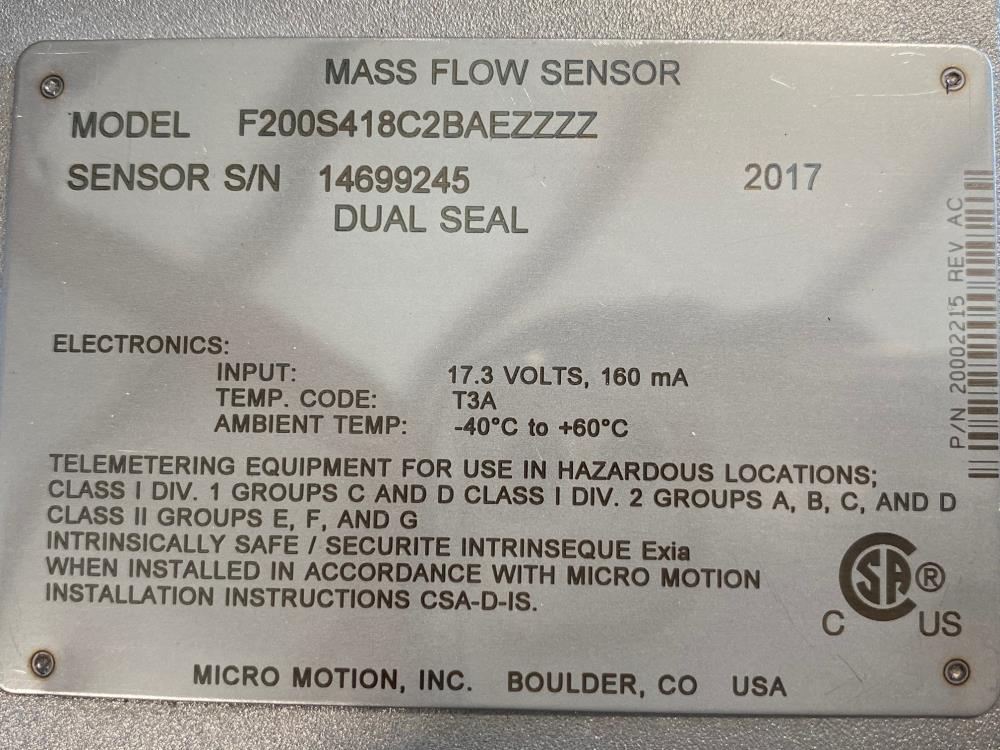 MASS FLOW SENSOR
MODEL F200S418C2BAEZZZZ
SENSOR S/N 14699245 2017
DUAL SEAL
P/N 20002215 REV AC
ELECTRONICS:
INPUT: 17.3 VOLTS, 160 mA
TEMP. CODE: T3A
AMBIENT TEMP: -40°C to +60°C
TELEMETERING EQUIPMENT FOR USE IN HAZARDOUS LOCATIONS;
CLASS I DIV. 1 GROUPS C AND D CLASS I DIV. 2 GROUPS A, B, C, AND D
CLASS II GROUPS E, F, AND G
INTRINSICALLY SAFE / SECURITE INTRINSEQUE Exia
WHEN INSTALLED IN ACCORDANCE WITH MICRO MOTION
INSTALLATION INSTRUCTIONS CSA-D-IS.
SA®
C US
MICRO MOTION, INC. BOULDER, CO USA